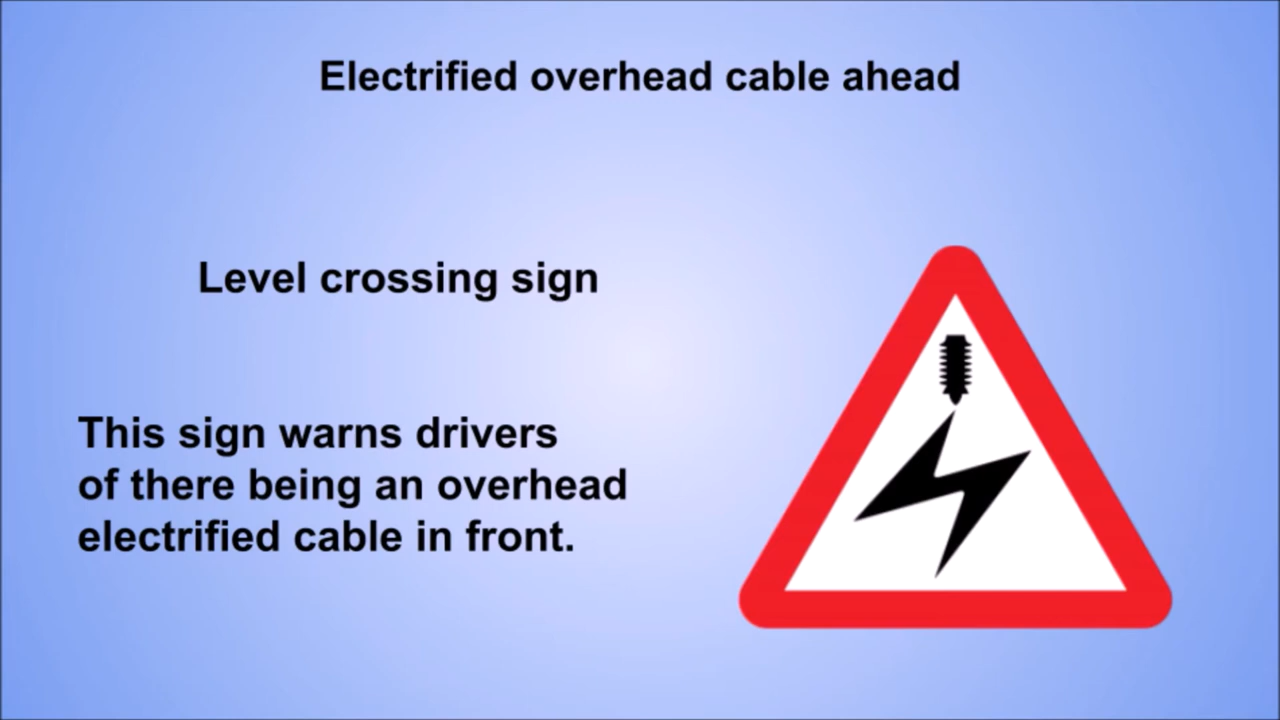 Electrified overhead cable ahead
Level crossing sign
This sign warns drivers
of there being an overhead
electrified cable in front.